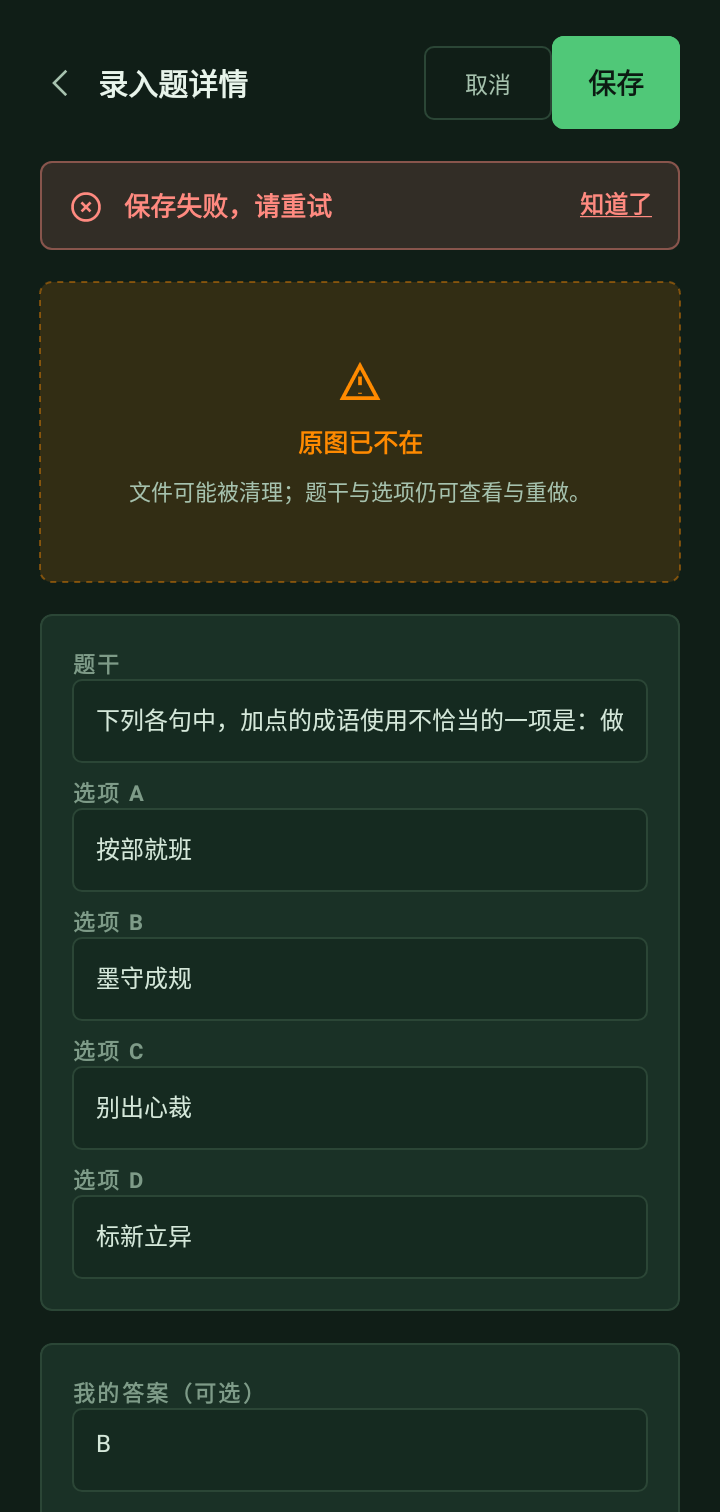 录入题详情
取消
保存
保存失败，请重试
知道了
原图已不在
文件可能被清理；题干与选项仍可查看与重做。
题干
下列各句中，加点的成语使用不恰当的一项是：做
选项 A
按部就班
选项 B
墨守成规
选项 C
别出心裁
选项 D
标新立异
我的答案（可选）
B